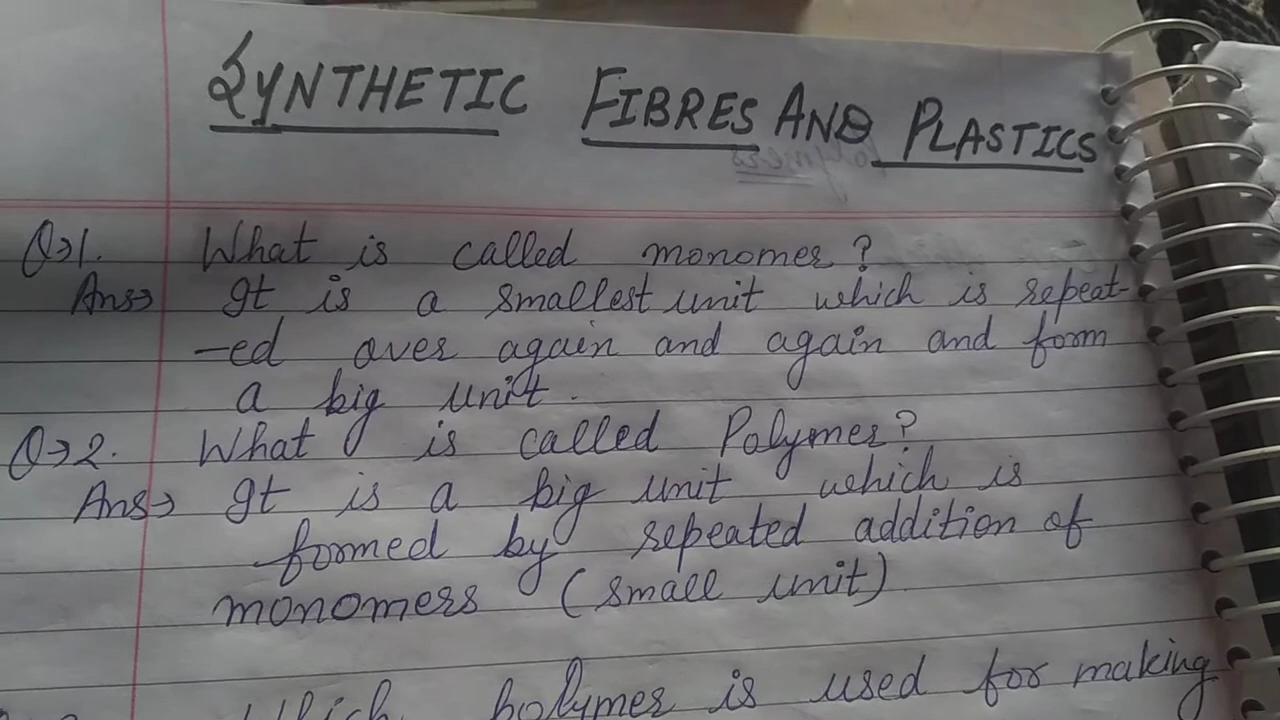 SYNTHETIC FIBRES AND PLASTICS
Q→1. What is called monomer?
Ans→ It is a smallest unit which is repeat-
-ed over again and again and form
a big unit.
Q→2. What is called Polymer?
Ans→ It is a big unit which is
formed by repeated addition of
monomers (small unit)
Which polymer is used for making